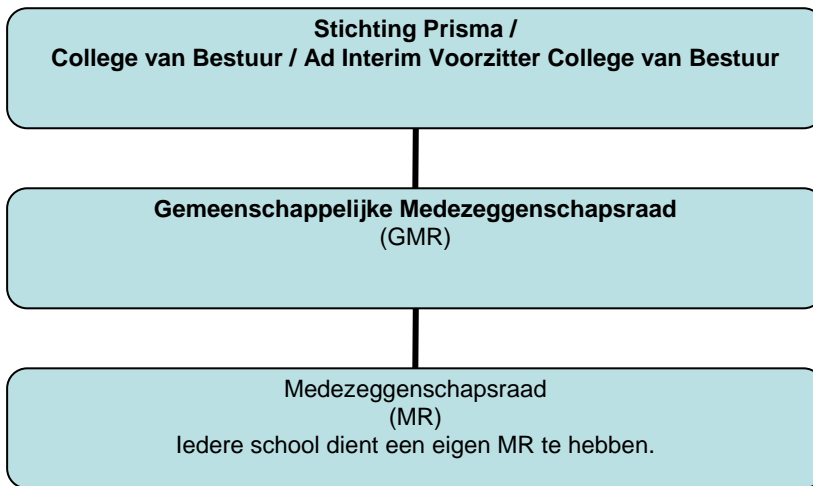 Stichting Prisma /
College van Bestuur / Ad Interim Voorzitter College van Bestuur
Gemeenschappelijke Medezeggenschapsraad
(GMR)
Medezeggenschapsraad
(MR)
Iedere school dient een eigen MR te hebben.